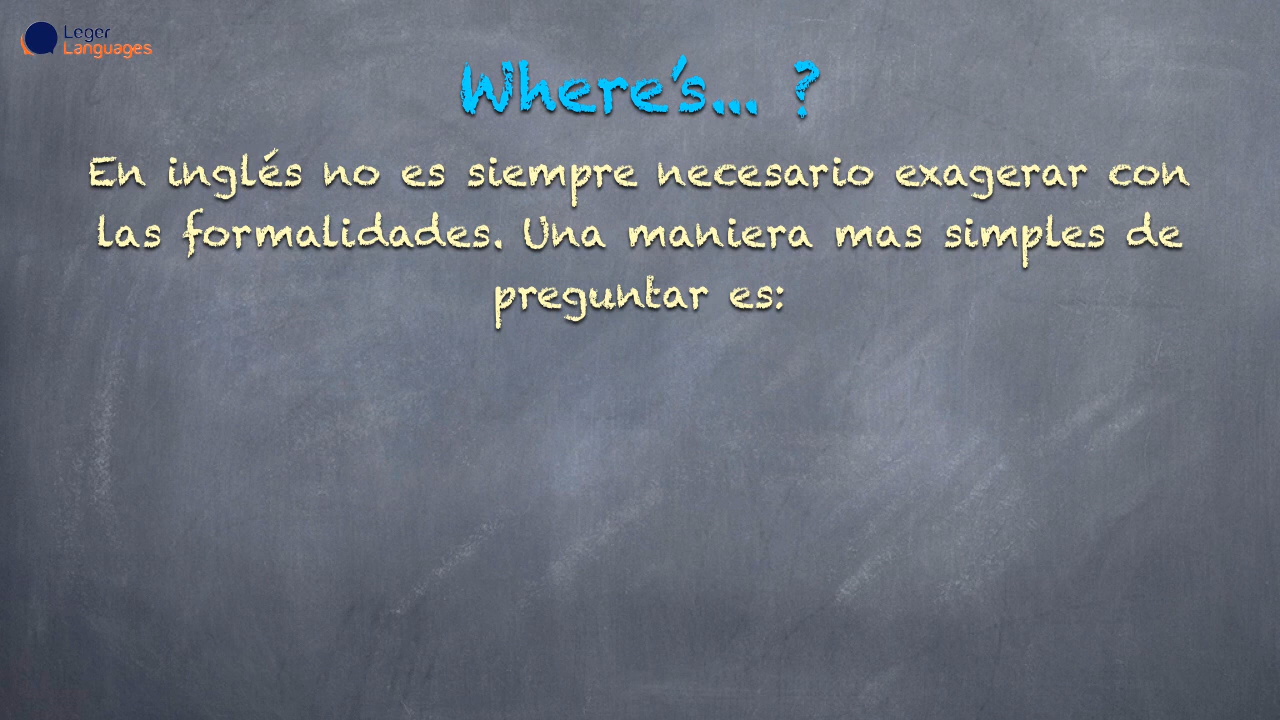 Leger
Languages
Where's... ?
En inglés no es siempre necesario exagerar con
las formalidades. Una maniera mas simples de
preguntar es: